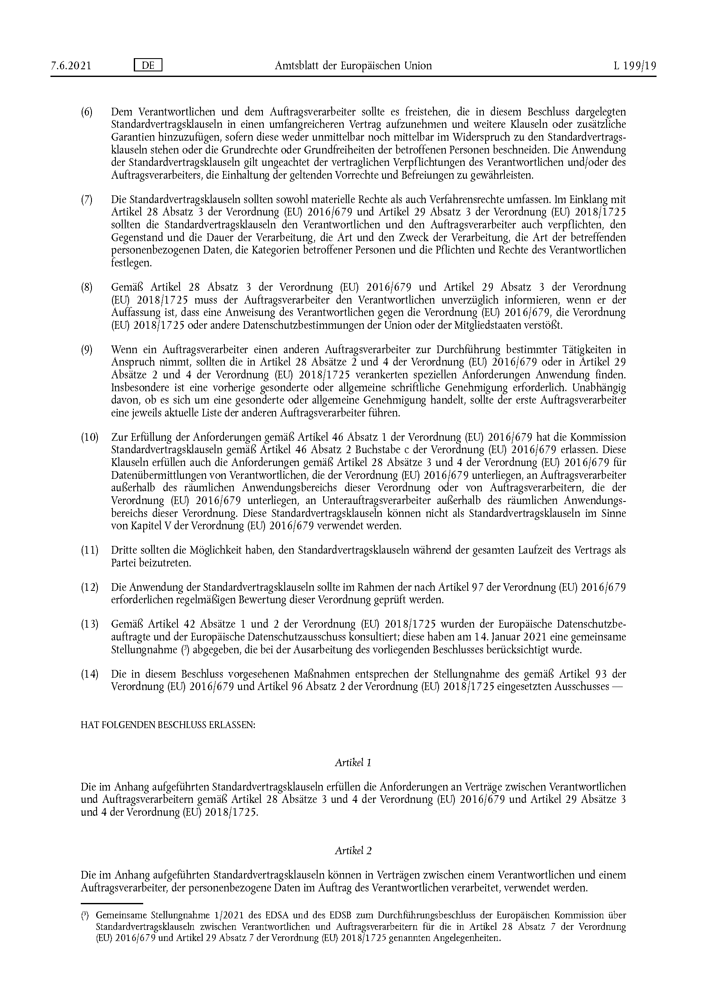 7.6.2021 DE Amtsblatt der Europäischen Union L 199/19
(6) Dem Verantwortlichen und dem Auftragsverarbeiter sollte es freistehen, die in diesem Beschluss dargelegten
Standardvertragsklauseln in einen umfangreicheren Vertrag aufzunehmen und weitere Klauseln oder zusätzliche
Garantien hinzuzufügen, sofern diese weder unmittelbar noch mittelbar im Widerspruch zu den Standardvertrags-
klauseln stehen oder die Grundrechte oder Grundfreiheiten der betroffenen Personen beschneiden. Die Anwendung
der Standardvertragsklauseln gilt ungeachtet der vertraglichen Verpflichtungen des Verantwortlichen und/oder des
Auftragsverarbeiters, die Einhaltung der geltenden Vorrechte und Befreiungen zu gewährleisten.
(7) Die Standardvertragsklauseln sollten sowohl materielle Rechte als auch Verfahrensrechte umfassen. Im Einklang mit
Artikel 28 Absatz 3 der Verordnung (EU) 2016/679 und Artikel 29 Absatz 3 der Verordnung (EU) 2018/1725
sollten die Standardvertragsklauseln den Verantwortlichen und den Auftragsverarbeiter auch verpflichten, den
Gegenstand und die Dauer der Verarbeitung, die Art und den Zweck der Verarbeitung, die Art der betreffenden
personenbezogenen Daten, die Kategorien betroffener Personen und die Pflichten und Rechte des Verantwortlichen
festlegen.
(8) Gemäß Artikel 28 Absatz 3 der Verordnung (EU) 2016/679 und Artikel 29 Absatz 3 der Verordnung
(EU) 2018/1725 muss der Auftragsverarbeiter den Verantwortlichen unverzüglich informieren, wenn er der
Auffassung ist, dass eine Anweisung des Verantwortlichen gegen die Verordnung (EU) 2016/679, die Verordnung
(EU) 2018/1725 oder andere Datenschutzbestimmungen der Union oder der Mitgliedstaaten verstößt.
(9) Wenn ein Auftragsverarbeiter einen anderen Auftragsverarbeiter zur Durchführung bestimmter Tätigkeiten in
Anspruch nimmt, sollten die in Artikel 28 Absätze 2 und 4 der Verordnung (EU) 2016/679 oder in Artikel 29
Absätze 2 und 4 der Verordnung (EU) 2018/1725 verankerten speziellen Anforderungen Anwendung finden.
Insbesondere ist eine vorherige gesonderte oder allgemeine schriftliche Genehmigung erforderlich. Unabhängig
davon, ob es sich um eine gesonderte oder allgemeine Genehmigung handelt, sollte der erste Auftragsverarbeiter
eine jeweils aktuelle Liste der anderen Auftragsverarbeiter führen.
(10) Zur Erfüllung der Anforderungen gemäß Artikel 46 Absatz 1 der Verordnung (EU) 2016/679 hat die Kommission
Standardvertragsklauseln gemäß Artikel 46 Absatz 2 Buchstabe c der Verordnung (EU) 2016/679 erlassen. Diese
Klauseln erfüllen auch die Anforderungen gemäß Artikel 28 Absätze 3 und 4 der Verordnung (EU) 2016/679 für
Datenübermittlungen von Verantwortlichen, die der Verordnung (EU) 2016/679 unterliegen, an Auftragsverarbeiter
außerhalb des räumlichen Anwendungsbereichs dieser Verordnung oder von Auftragsverarbeitern, die der
Verordnung (EU) 2016/679 unterliegen, an Unterauftragsverarbeiter außerhalb des räumlichen Anwendungs-
bereichs dieser Verordnung. Diese Standardvertragsklauseln können nicht als Standardvertragsklauseln im Sinne
von Kapitel V der Verordnung (EU) 2016/679 verwendet werden.
(11) Dritte sollten die Möglichkeit haben, den Standardvertragsklauseln während der gesamten Laufzeit des Vertrags als
Partei beizutreten.
(12) Die Anwendung der Standardvertragsklauseln sollte im Rahmen der nach Artikel 97 der Verordnung (EU) 2016/679
erforderlichen regelmäßigen Bewertung dieser Verordnung geprüft werden.
(13) Gemäß Artikel 42 Absätze 1 und 2 der Verordnung (EU) 2018/1725 wurden der Europäische Datenschutzbe-
auftragte und der Europäische Datenschutzausschuss konsultiert; diese haben am 14. Januar 2021 eine gemeinsame
Stellungnahme (³) abgegeben, die bei der Ausarbeitung des vorliegenden Beschlusses berücksichtigt wurde.
(14) Die in diesem Beschluss vorgesehenen Maßnahmen entsprechen der Stellungnahme des gemäß Artikel 93 der
Verordnung (EU) 2016/679 und Artikel 96 Absatz 2 der Verordnung (EU) 2018/1725 eingesetzten Ausschusses —
HAT FOLGENDEN BESCHLUSS ERLASSEN:
Artikel 1
Die im Anhang aufgeführten Standardvertragsklauseln erfüllen die Anforderungen an Verträge zwischen Verantwortlichen
und Auftragsverarbeitern gemäß Artikel 28 Absätze 3 und 4 der Verordnung (EU) 2016/679 und Artikel 29 Absätze 3
und 4 der Verordnung (EU) 2018/1725.
Artikel 2
Die im Anhang aufgeführten Standardvertragsklauseln können in Verträgen zwischen einem Verantwortlichen und einem
Auftragsverarbeiter, der personenbezogene Daten im Auftrag des Verantwortlichen verarbeitet, verwendet werden.
(³) Gemeinsame Stellungnahme 1/2021 des EDSA und des EDSB zum Durchführungsbeschluss der Europäischen Kommission über
Standardvertragsklauseln zwischen Verantwortlichen und Auftragsverarbeitern für die in Artikel 28 Absatz 7 der Verordnung
(EU) 2016/679 und Artikel 29 Absatz 7 der Verordnung (EU) 2018/1725 genannten Angelegenheiten.